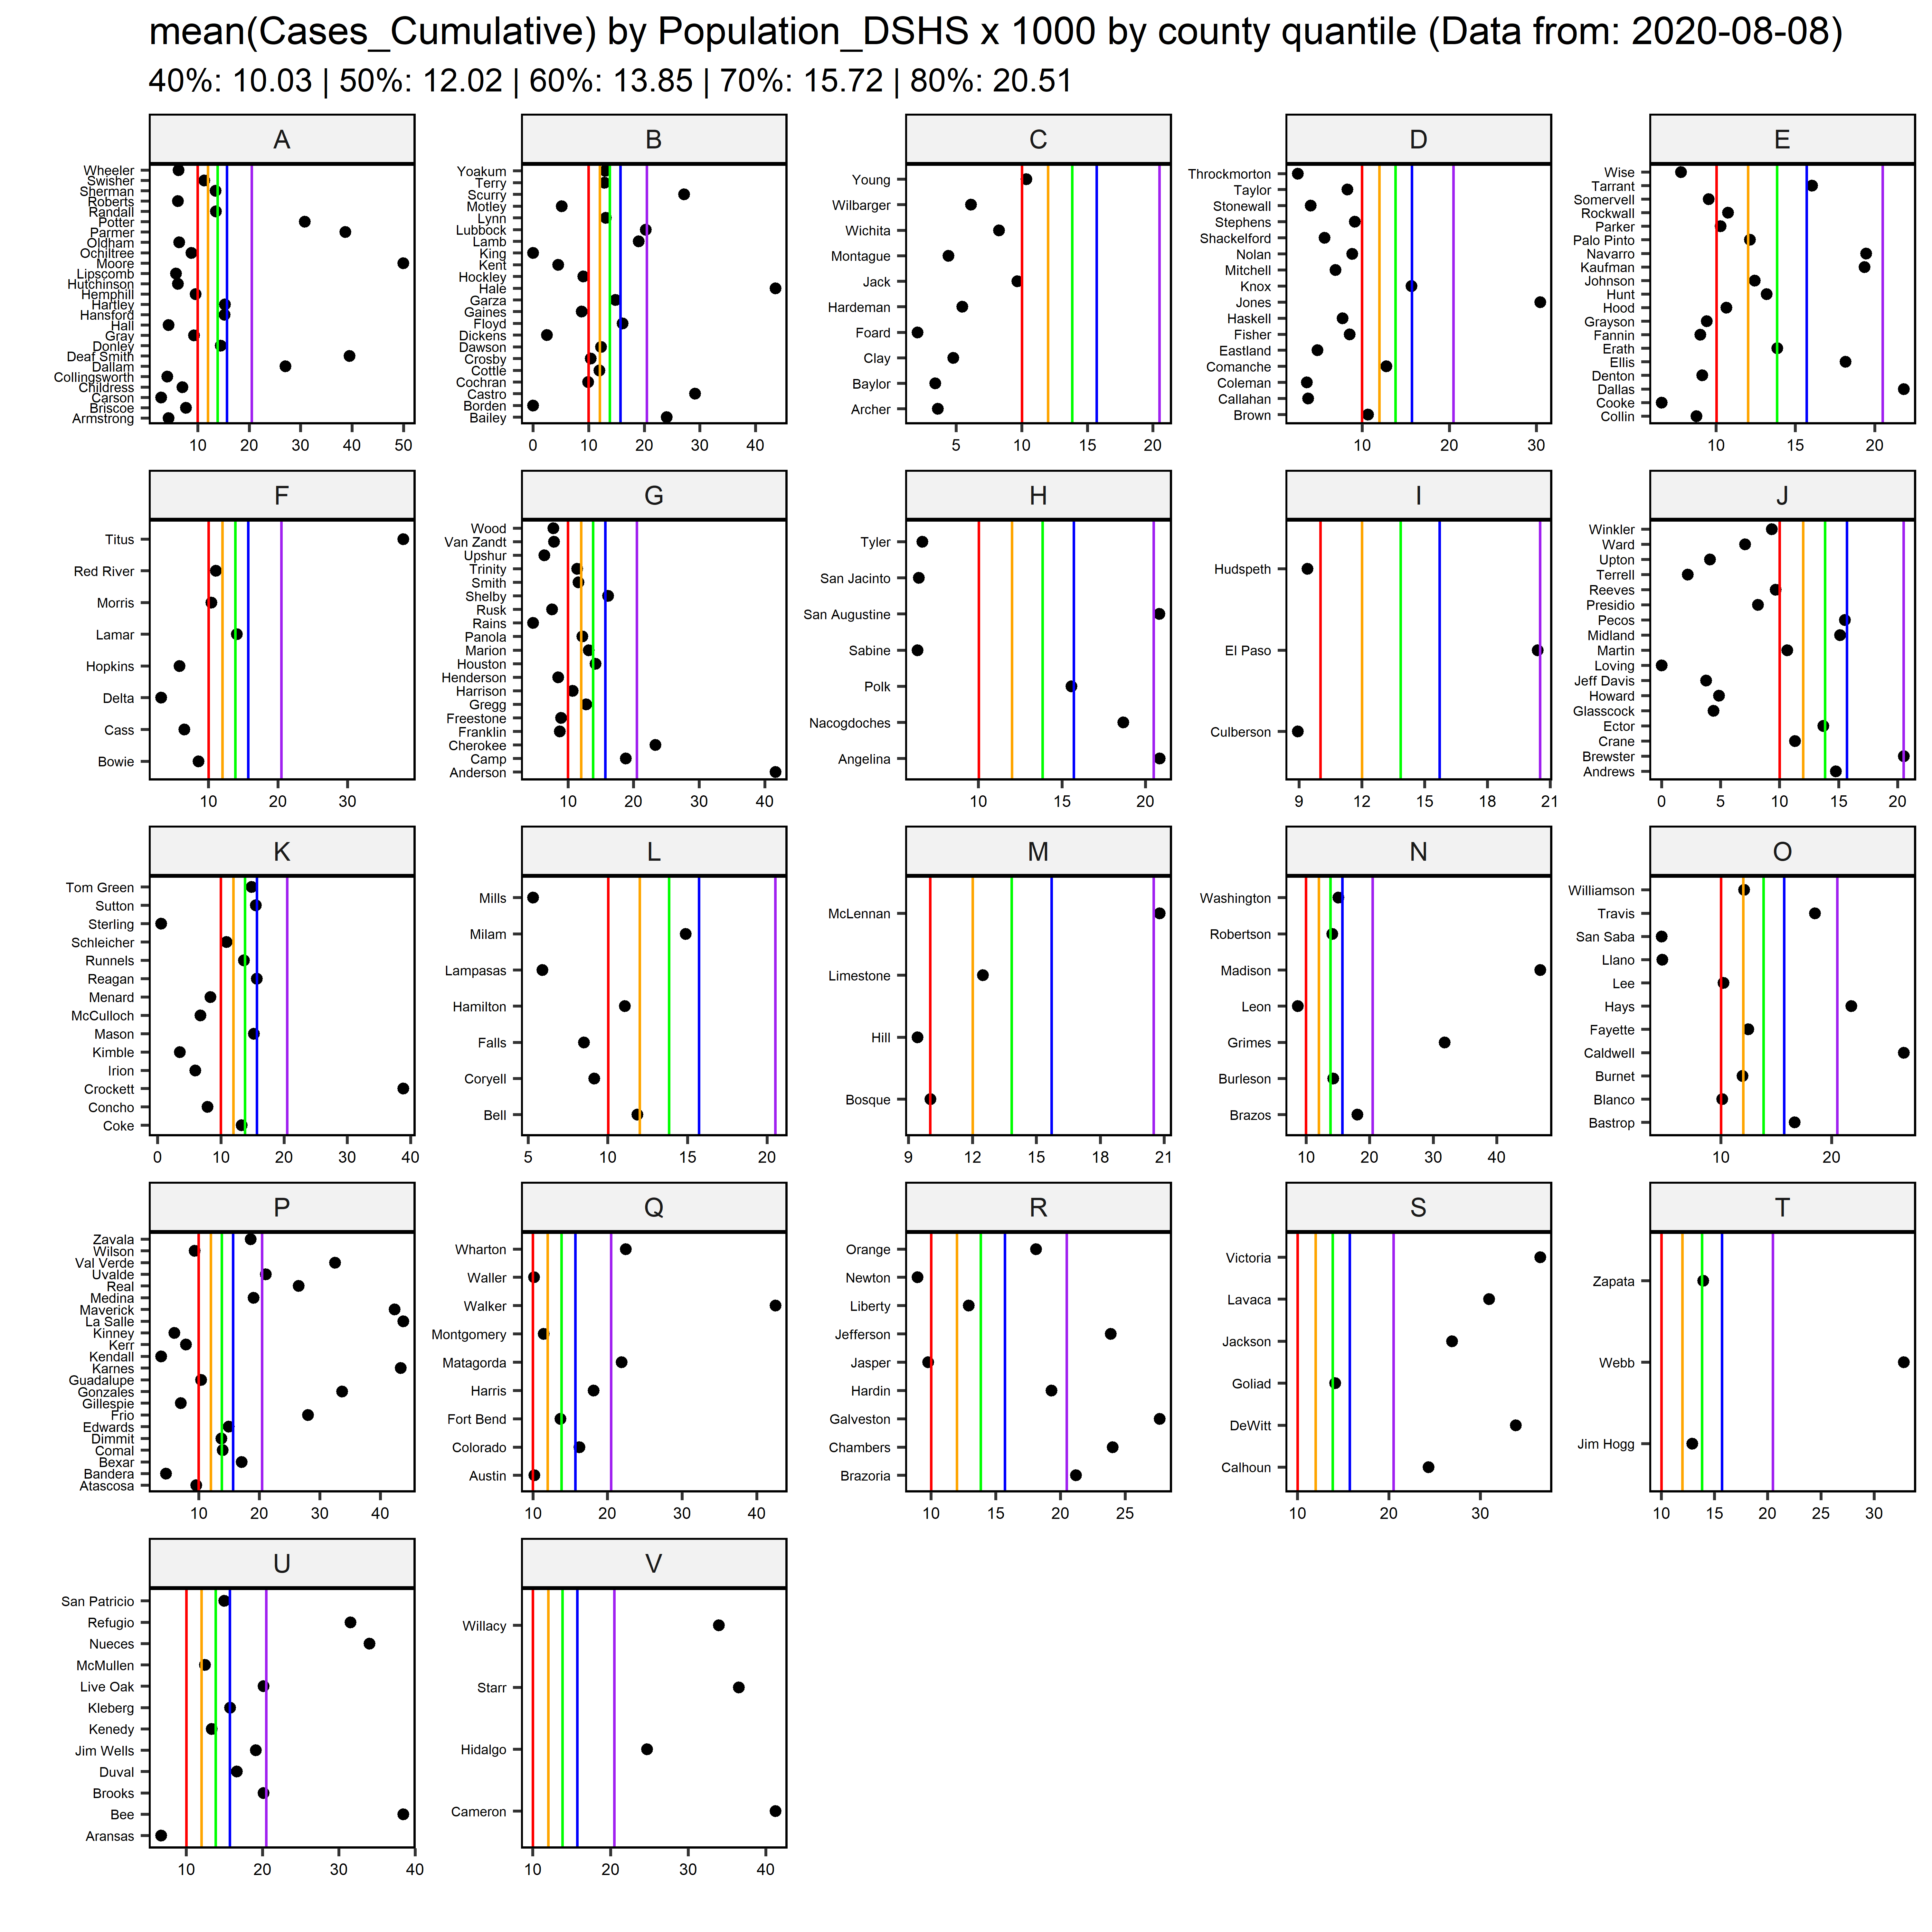 mean(Cases_Cumulative) by Population_DSHS x 1000 by county quantile (Data from: 2020-08-08)
40%: 10.03 | 50%: 12.02 | 60%: 13.85 | 70%: 15.72 | 80%: 20.51
A
Wheeler
Swisher
Sherman
Roberts
Randall
Potter
Parmer
Oldham
Ochiltree
Moore
Lipscomb
Hutchinson
Hemphill
Hartley
Hansford
Hall
Gray
Donley
Deaf Smith
Dallam
Collingsworth
Childress
Carson
Briscoe
Armstrong
10 20 30 40 50
B
Yoakum
Terry
Scurry
Motley
Lynn
Lubbock
Lamb
King
Kent
Hockley
Hale
Garza
Gaines
Floyd
Dickens
Dawson
Crosby
Cottle
Cochran
Castro
Borden
Bailey
0 10 20 30 40
C
Young
Wilbarger
Wichita
Montague
Jack
Hardeman
Foard
Clay
Baylor
Archer
5 10 15 20
D
Throckmorton
Taylor
Stonewall
Stephens
Shackelford
Nolan
Mitchell
Knox
Jones
Haskell
Fisher
Eastland
Comanche
Coleman
Callahan
Brown
10 20 30
E
Wise
Tarrant
Somervell
Rockwall
Parker
Palo Pinto
Navarro
Kaufman
Johnson
Hunt
Hood
Grayson
Fannin
Erath
Ellis
Denton
Dallas
Cooke
Collin
10 15 20
F
Titus
Red River
Morris
Lamar
Hopkins
Delta
Cass
Bowie
10 20 30
G
Wood
Van Zandt
Upshur
Trinity
Smith
Shelby
Rusk
Rains
Panola
Marion
Houston
Henderson
Harrison
Gregg
Freestone
Franklin
Cherokee
Camp
Anderson
10 20 30 40
H
Tyler
San Jacinto
San Augustine
Sabine
Polk
Nacogdoches
Angelina
10 15 20
I
Hudspeth
El Paso
Culberson
9 12 15 18 21
J
Winkler
Ward
Upton
Terrell
Reeves
Presidio
Pecos
Midland
Martin
Loving
Jeff Davis
Howard
Glasscock
Ector
Crane
Brewster
Andrews
0 5 10 15 20
K
Tom Green
Sutton
Sterling
Schleicher
Runnels
Reagan
Menard
McCulloch
Mason
Kimble
Irion
Crockett
Concho
Coke
0 10 20 30 40
L
Mills
Milam
Lampasas
Hamilton
Falls
Coryell
Bell
5 10 15 20
M
McLennan
Limestone
Hill
Bosque
9 12 15 18 21
N
Washington
Robertson
Madison
Leon
Grimes
Burleson
Brazos
10 20 30 40
O
Williamson
Travis
San Saba
Llano
Lee
Hays
Fayette
Caldwell
Burnet
Blanco
Bastrop
10 20
P
Zavala
Wilson
Val Verde
Uvalde
Real
Medina
Maverick
La Salle
Kinney
Kerr
Kendall
Karnes
Guadalupe
Gonzales
Gillespie
Frio
Edwards
Dimmit
Comal
Bexar
Bandera
Atascosa
10 20 30 40
Q
Wharton
Waller
Walker
Montgomery
Matagorda
Harris
Fort Bend
Colorado
Austin
10 20 30 40
R
Orange
Newton
Liberty
Jefferson
Jasper
Hardin
Galveston
Chambers
Brazoria
10 15 20 25
S
Victoria
Lavaca
Jackson
Goliad
DeWitt
Calhoun
10 20 30
T
Zapata
Webb
Jim Hogg
10 15 20 25 30
U
San Patricio
Refugio
Nueces
McMullen
Live Oak
Kleberg
Kenedy
Jim Wells
Duval
Brooks
Bee
Aransas
10 20 30 40
V
Willacy
Starr
Hidalgo
Cameron
10 20 30 40